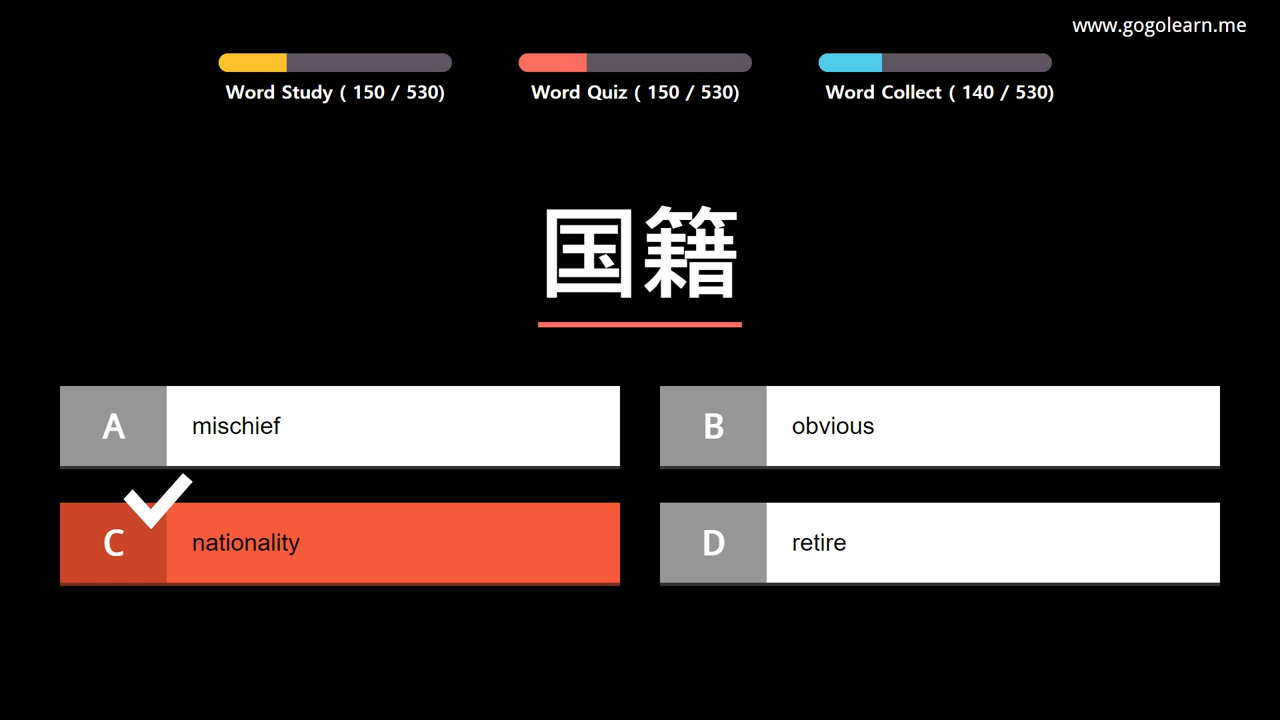 www.gogolearn.me
Word Study ( 150 / 530)
Word Quiz ( 150 / 530)
Word Collect ( 140 / 530)
国籍
A mischief
B obvious
C nationality
D retire